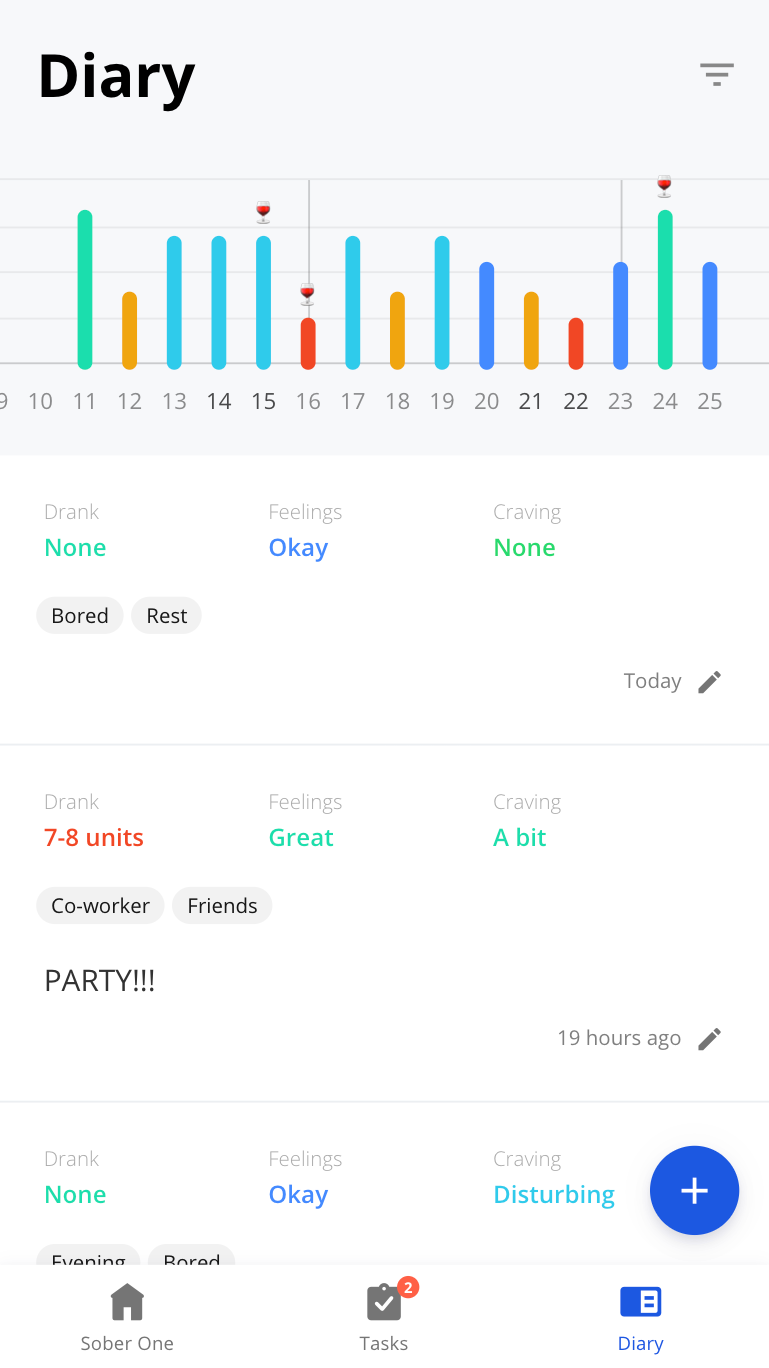 Diary
9 10 11 12 13 14 15 16 17 18 19 20 21 22 23 24 25
Drank Feelings Craving
None Okay None
Bored Rest
Today
Drank Feelings Craving
7-8 units Great A bit
Co-worker Friends
PARTY!!!
19 hours ago
Drank Feelings Craving
None Okay Disturbing
Evening Bored
2
Sober One Tasks Diary